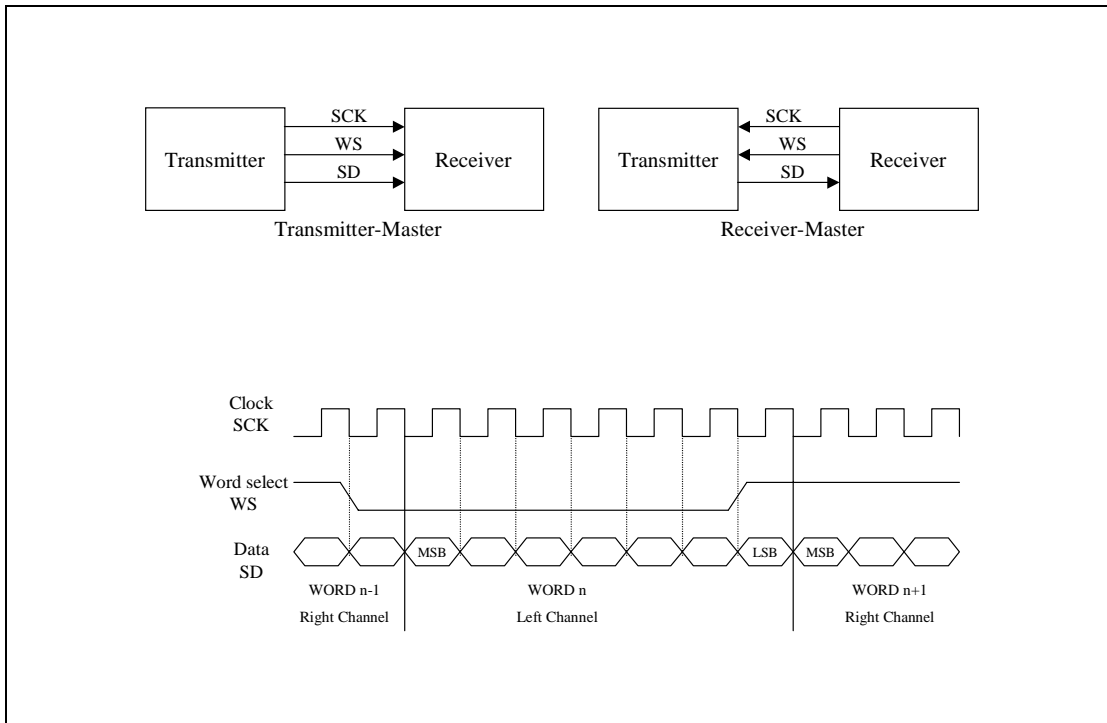 SCK
WS
SD
Transmitter
Receiver
Transmitter-Master
SCK
WS
SD
Transmitter
Receiver
Receiver-Master
Clock
SCK
Word select
WS
Data
SD
MSB
LSB
MSB
WORD n-1
Right Channel
WORD n
Left Channel
WORD n+1
Right Channel